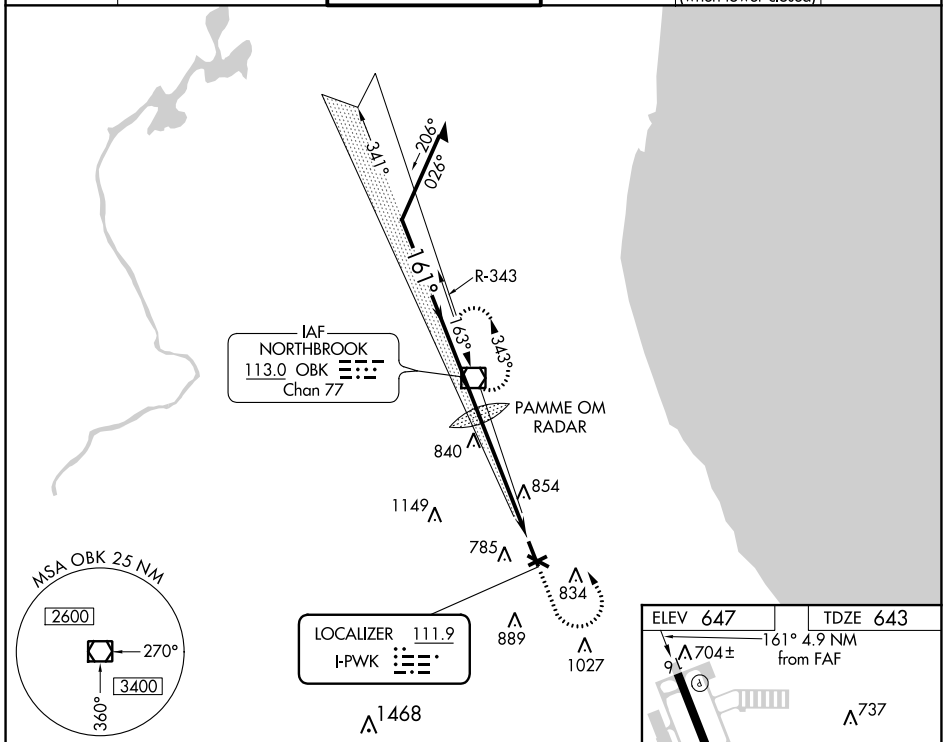 (when tower closed)
341°
206°
026°
161°
R-343
163°
343°
IAF
NORTHBROOK
113.0 OBK
Chan 77
PAMME OM
RADAR
840
854
1149
785
834
889
1027
1468
MSA OBK 25 NM
2600
270°
3400
360°
LOCALIZER 111.9
I-PWK
ELEV 647
TDZE 643
161° 4.9 NM
from FAF
704±
16
737